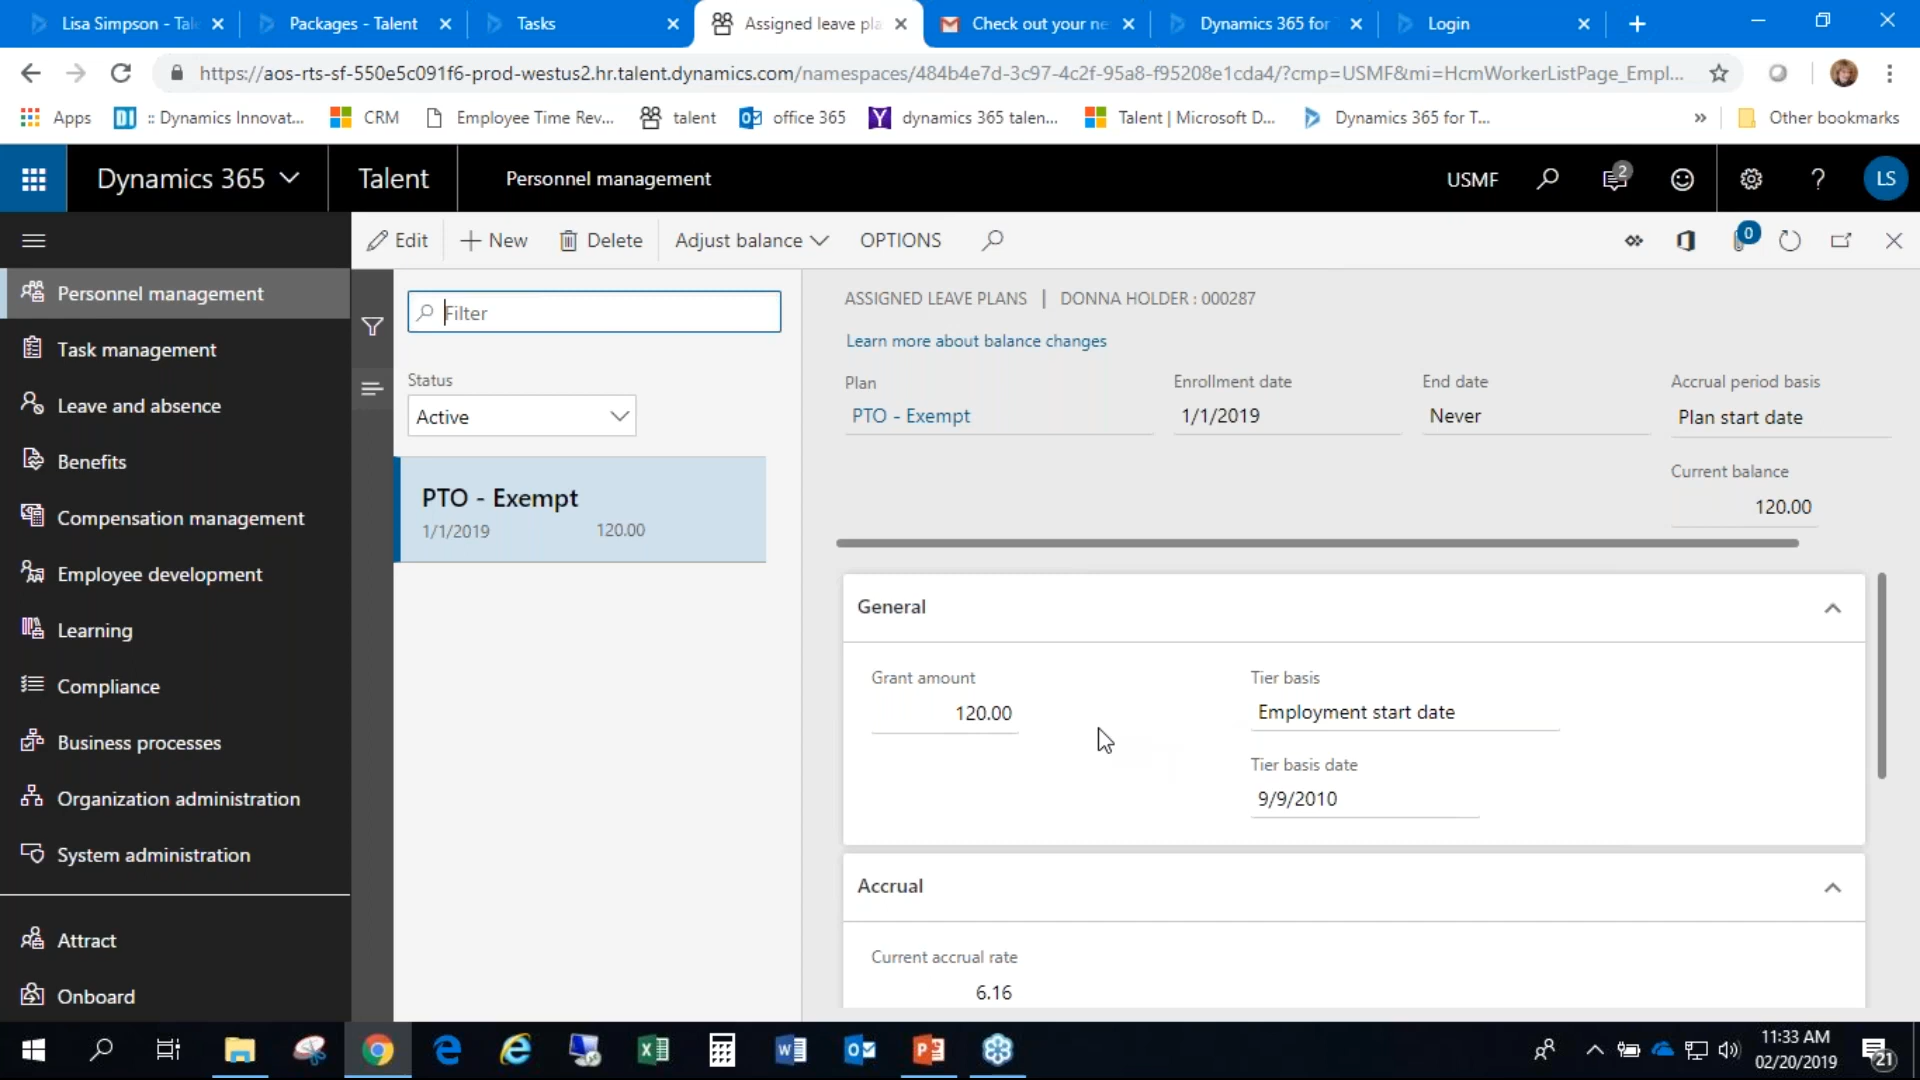 Lisa Simpson - Tal
Packages - Talent
Tasks
Assigned leave pla
Check out your ne
Dynamics 365 for
Login
https://aos-rts-sf-550e5c091f6-prod-westus2.hr.talent.dynamics.com/namespaces/484b4e7d-3c97-4c2f-95a8-f95208e1cda4/?cmp=USMF&mi=HcmWorkerListPage_Empl...
Apps
:: Dynamics Innovat...
CRM
Employee Time Rev...
talent
office 365
dynamics 365 talen...
Talent | Microsoft D...
Dynamics 365 for T...
»
Other bookmarks
Dynamics 365
Talent
Personnel management
USMF
2
?
LS
Edit
New
Delete
Adjust balance
OPTIONS
0
Personnel management
Task management
Leave and absence
Benefits
Compensation management
Employee development
Learning
Compliance
Business processes
Organization administration
System administration
Attract
Onboard
Filter
Status
Active
PTO - Exempt
1/1/2019 120.00
ASSIGNED LEAVE PLANS | DONNA HOLDER : 000287
Learn more about balance changes
Plan
PTO - Exempt
Enrollment date
1/1/2019
End date
Never
Accrual period basis
Plan start date
Current balance
120.00
General
Grant amount
120.00
Tier basis
Employment start date
Tier basis date
9/9/2010
Accrual
Current accrual rate
6.16
11:33 AM
02/20/2019
21